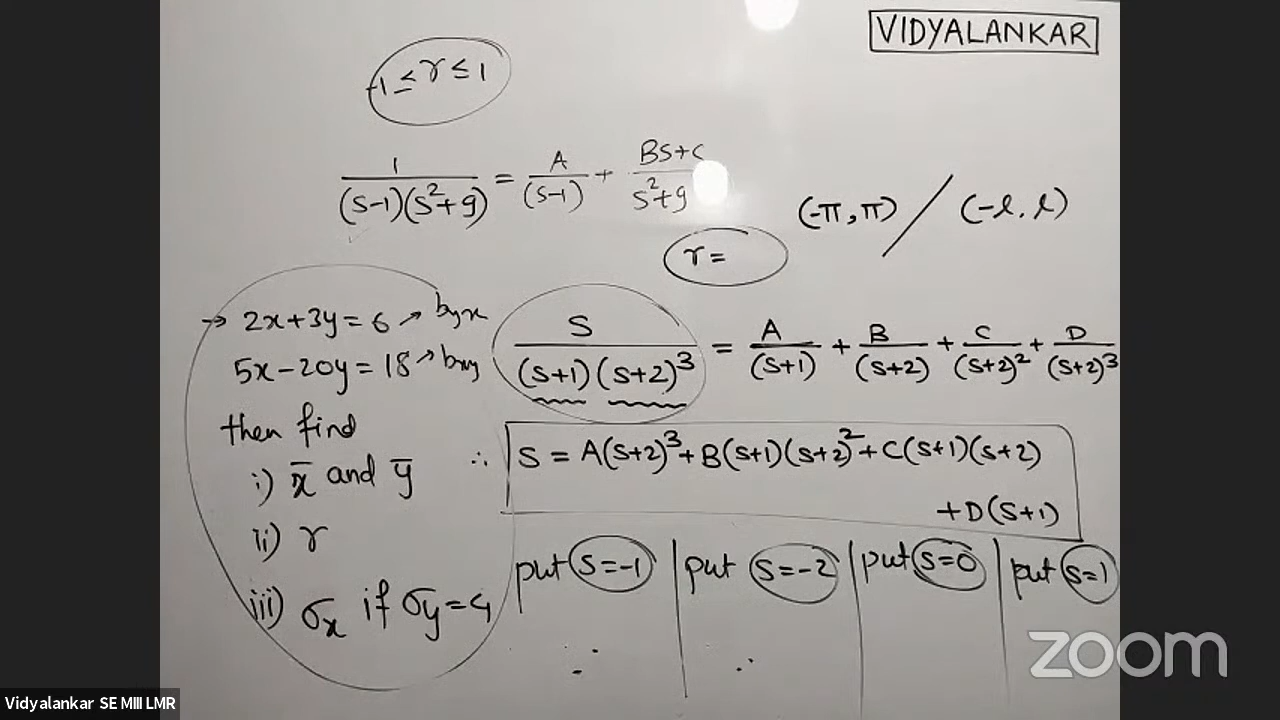 VIDYALANKAR
-1 ≤ r ≤ 1
1/((s-1)(s²+9)) = A/(s-1) + (Bs+C)/(s²+9)
(-π, π) / (-l, l)
r =
→ 2x+3y = 6 → byx
5x-20y = 18 → bxy
then find
i) x̄ and ȳ
ii) r
iii) σx if σy = 4
S/((s+1)(s+2)³) = A/(s+1) + B/(s+2) + C/(s+2)² + D/(s+2)³
∴ S = A(s+2)³ + B(s+1)(s+2)² + C(s+1)(s+2)
+ D(s+1)
put s=-1 | put s=-2 | put s=0 | put s=1
zoom
Vidyalankar SE MIII LMR